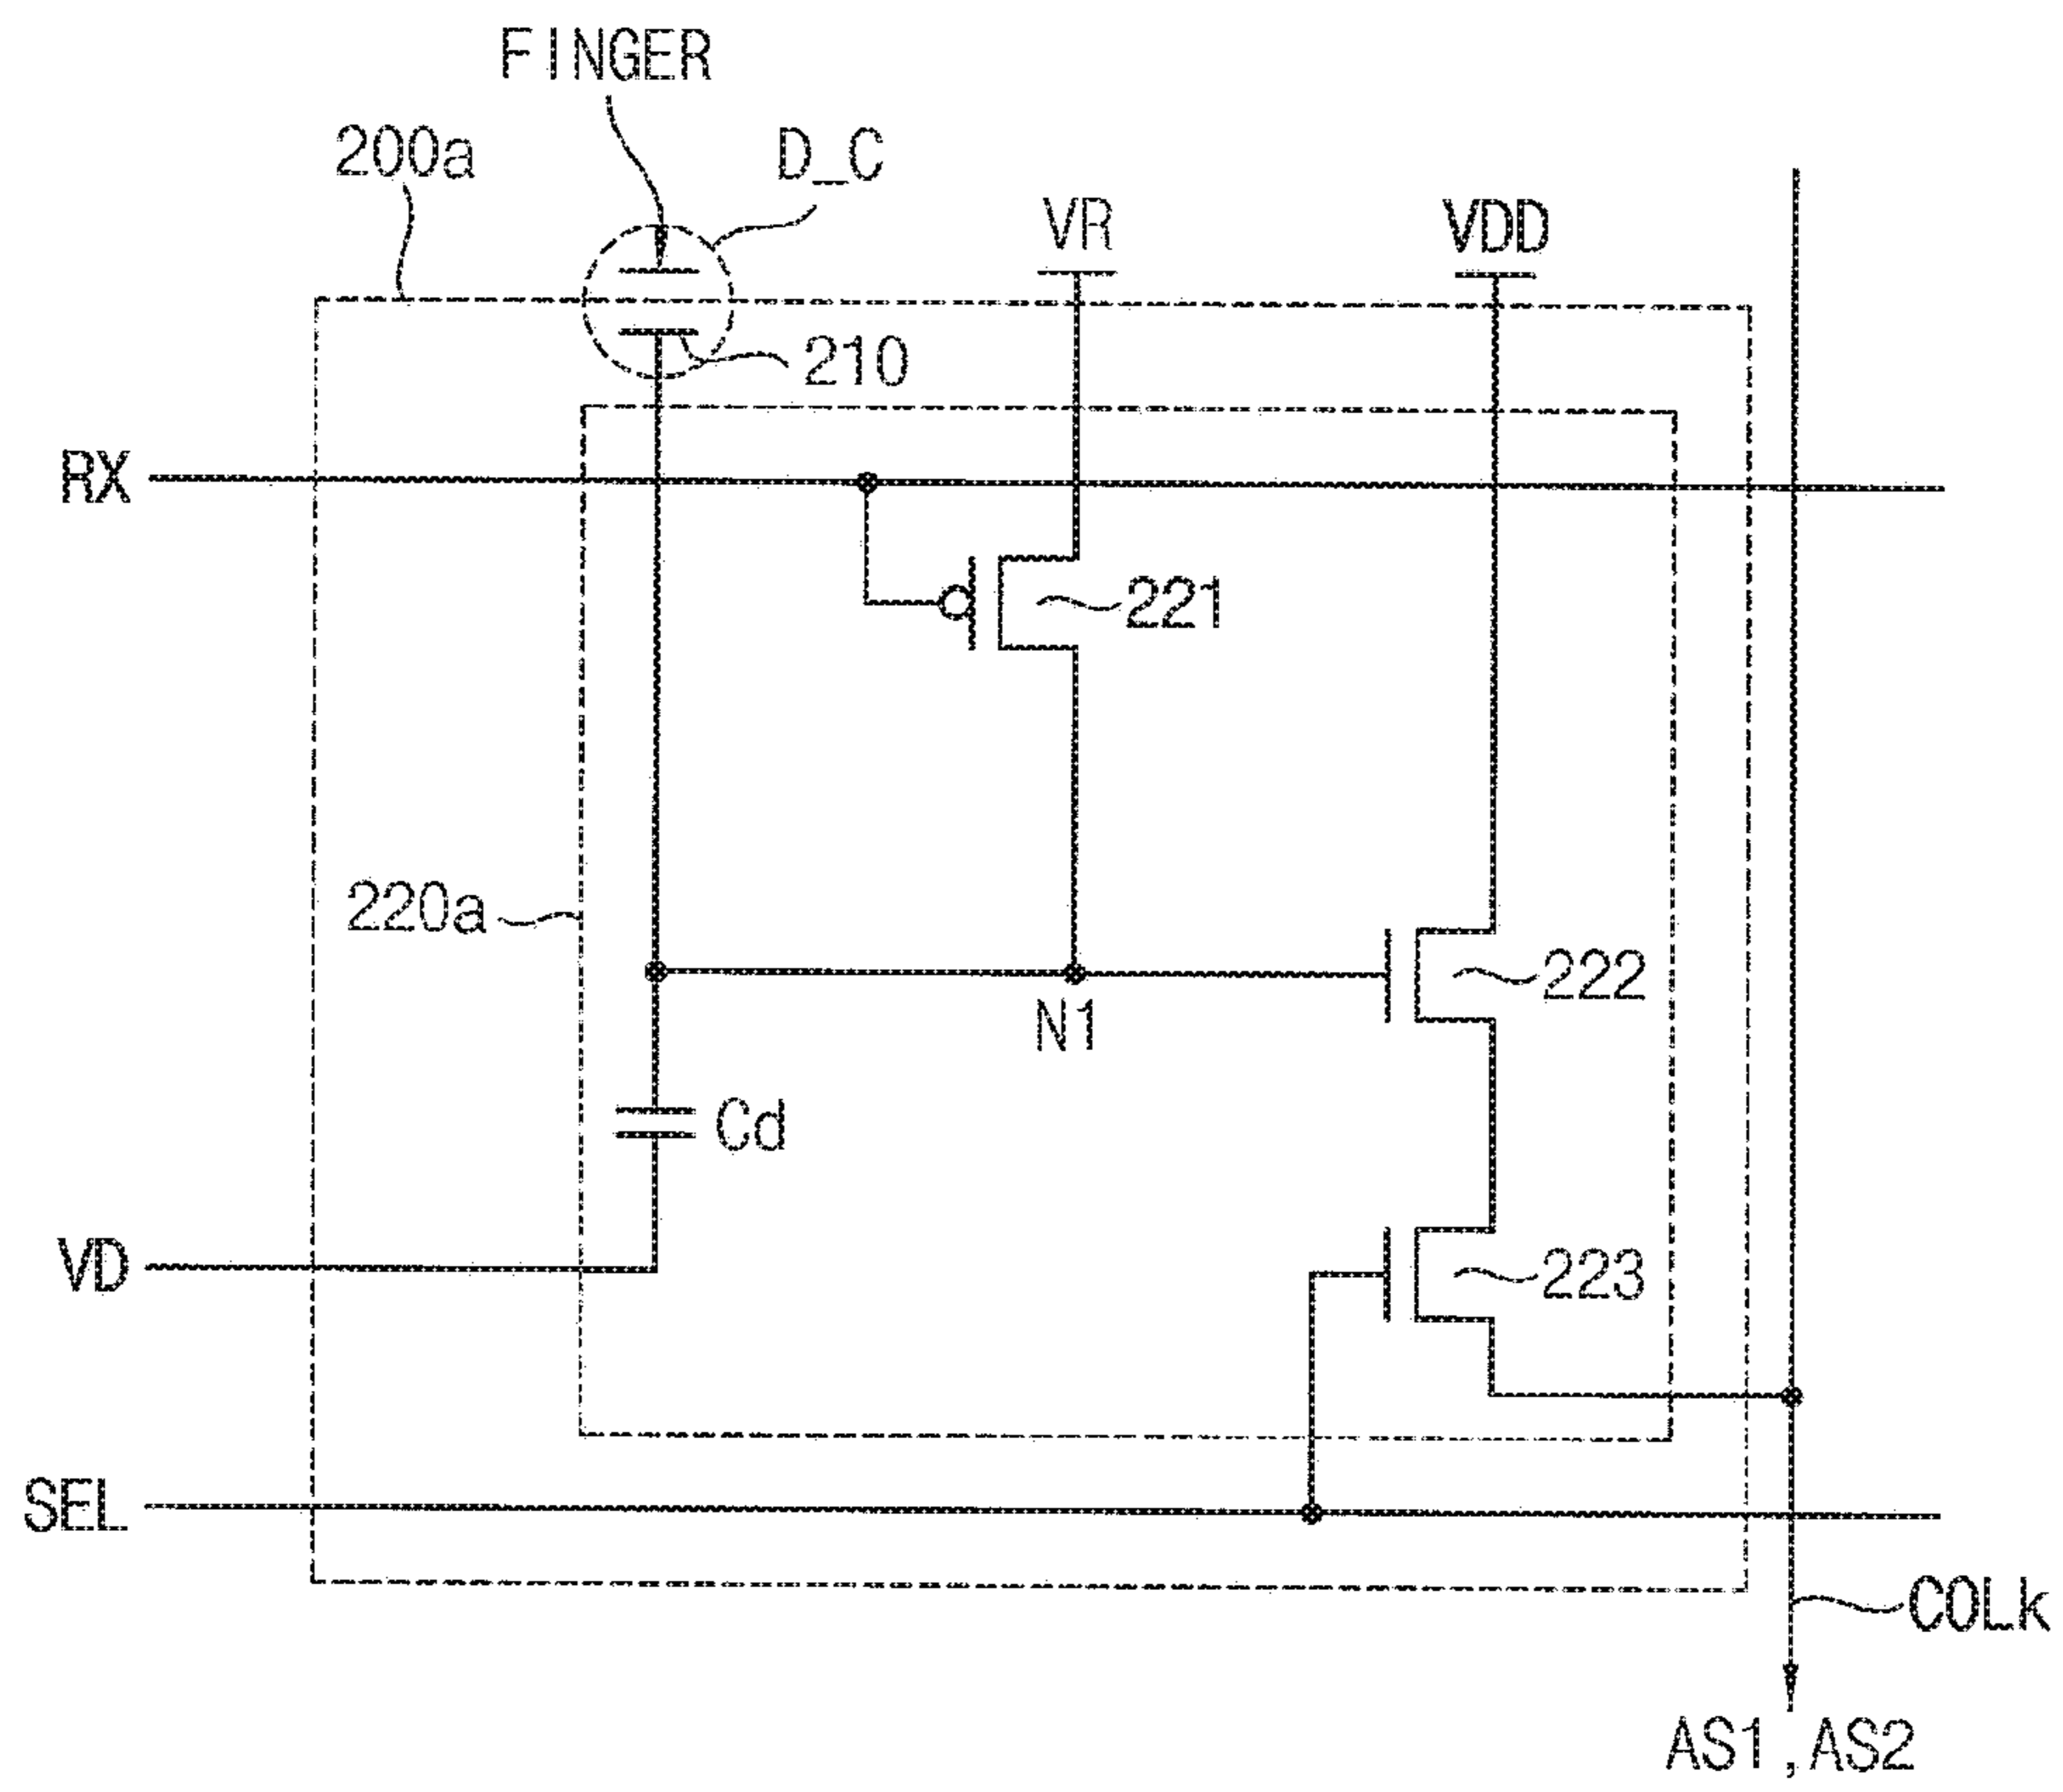 FINGER
200a
D_C
VR
VDD
210
RX
221
220a
222
N1
Cd
VD
223
SEL
COLk
AS1,AS2